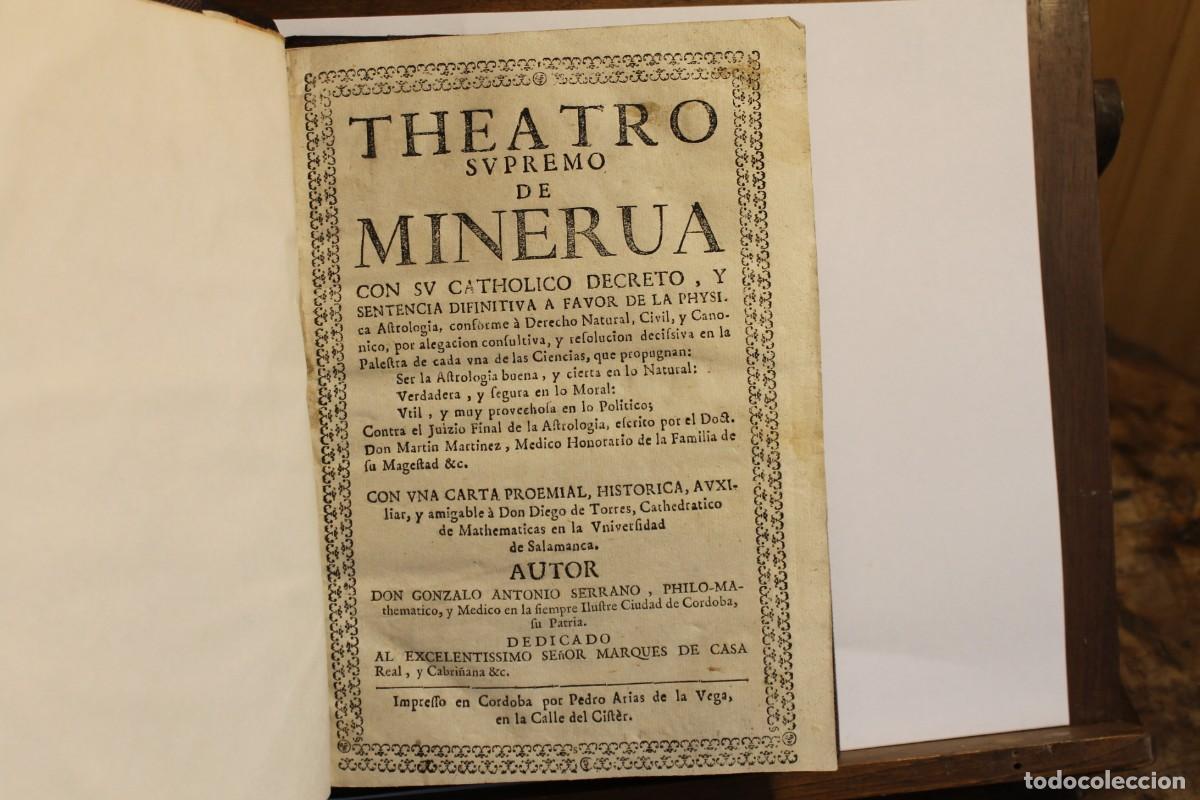 THEATRO
SVPREMO
DE
MINERUA
CON SV CATHOLICO DECRETO, Y
SENTENCIA DIFINITIVA A FAVOR DE LA PHYSI-
ca Aſtrologia, conforme à Derecho Natural, Civil, y Cano-
nico, por alegacion conſultiva, y reſolucion deciſsiva en la
Paleſtra de cada vna de las Ciencias, que propugnan:
Ser la Aſtrologia buena, y cierta en lo Natural:
Verdadera, y ſegura en lo Moral:
Vtil, y muy provechoſa en lo Politico;
Contra el Juizio Final de la Aſtrologia, eſcrito por el Doct.
Don Martin Martinez, Medico Honorario de la Familia de
ſu Mageſtad &c.
CON VNA CARTA PROEMIAL, HISTORICA, AVXI-
liar, y amigable à Don Diego de Torres, Cathedratico
de Mathematicas en la Vniverſidad
de Salamanca.
AUTOR
DON GONZALO ANTONIO SERRANO, PHILO-MA-
thematico, y Medico en la ſiempre Iluſtre Ciudad de Cordoba,
ſu Patria.
DEDICADO
AL EXCELENTISSIMO SEñOR MARQUES DE CASA
Real, y Cabriñana &c.
Impreſſo en Cordoba por Pedro Arias de la Vega,
en la Calle del Ciſtèr.
todocoleccion